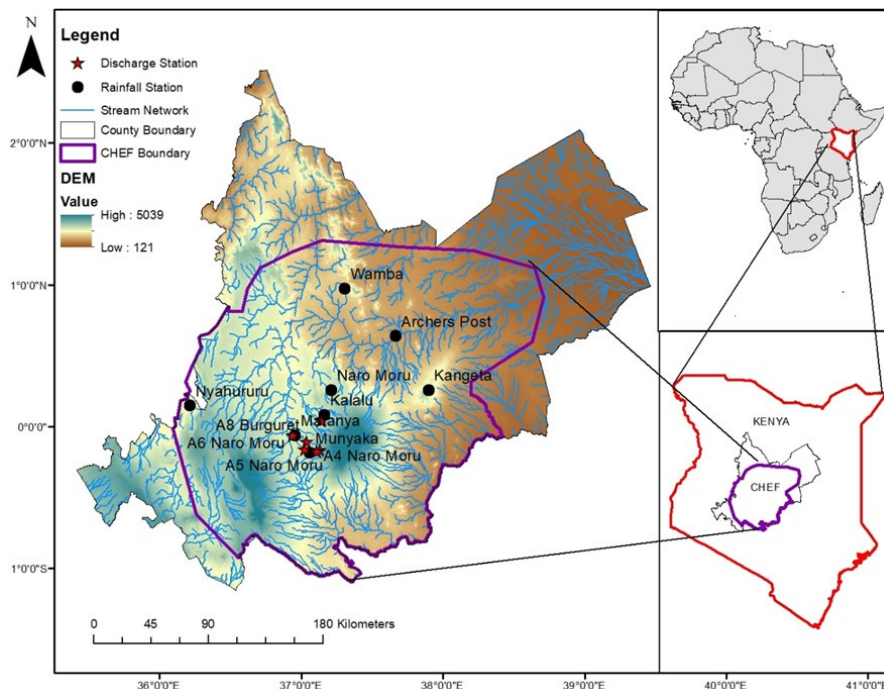 N
Legend
Discharge Station
Rainfall Station
Stream Network
County Boundary
CHEF Boundary
DEM
Value
High : 5039
Low : 121
2°0'0"N
1°0'0"N
0°0'0"
1°0'0"S
Wamba
Archers Post
Naro Moru
Kangeta
Nyahururu
Kalalu
Matanya
A8 Burguret
Munyaka
A6 Naro Moru
A4 Naro Moru
A5 Naro Moru
0 45 90 180 Kilometers
36°0'0"E 37°0'0"E 38°0'0"E 39°0'0"E 40°0'0"E 41°0'0"E
KENYA
CHEF